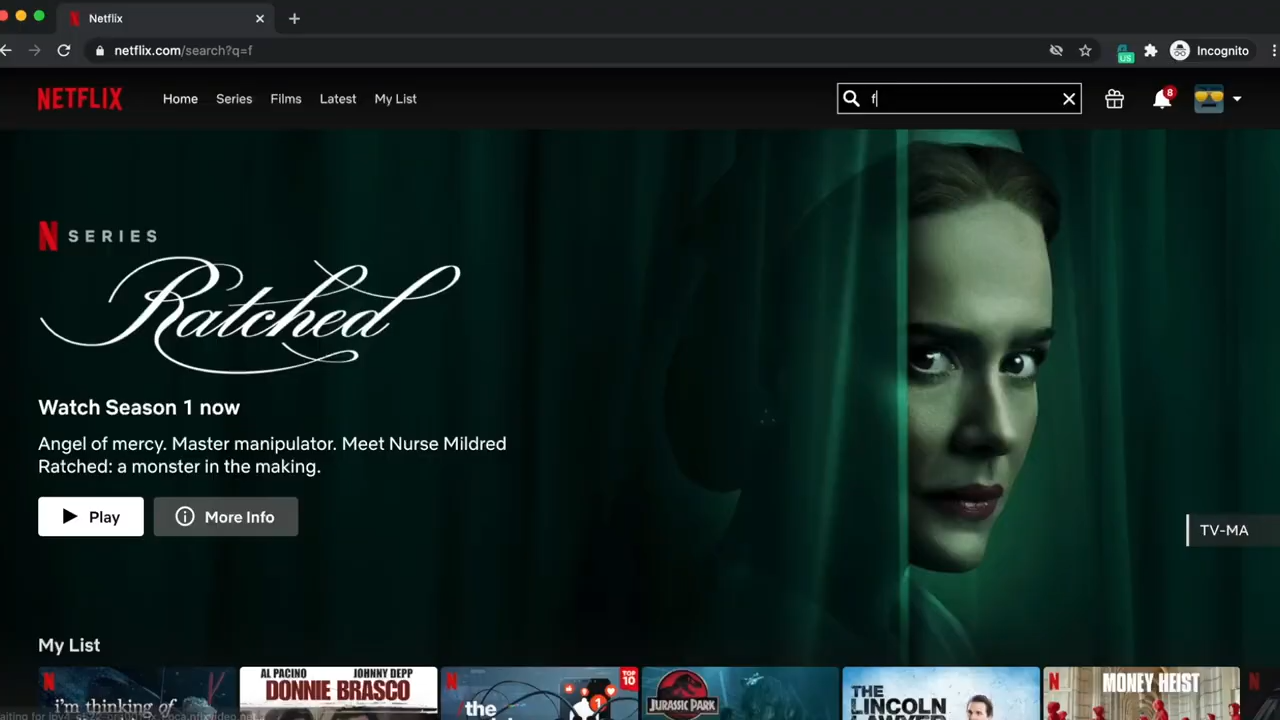 Netflix
netflix.com/search?q=f
US
Incognito
NETFLIX
Home
Series
Films
Latest
My List
f
8
N SERIES
Ratched
Watch Season 1 now
Angel of mercy. Master manipulator. Meet Nurse Mildred
Ratched: a monster in the making.
Play
More Info
TV-MA
My List
N
i'm thinking of
AL PACINO JOHNNY DEPP
DONNIE BRASCO
N
the
1
TOP
10
JURASSIC PARK
THE
LINCOLN
LAWYER
N
MONEY HEIST
N